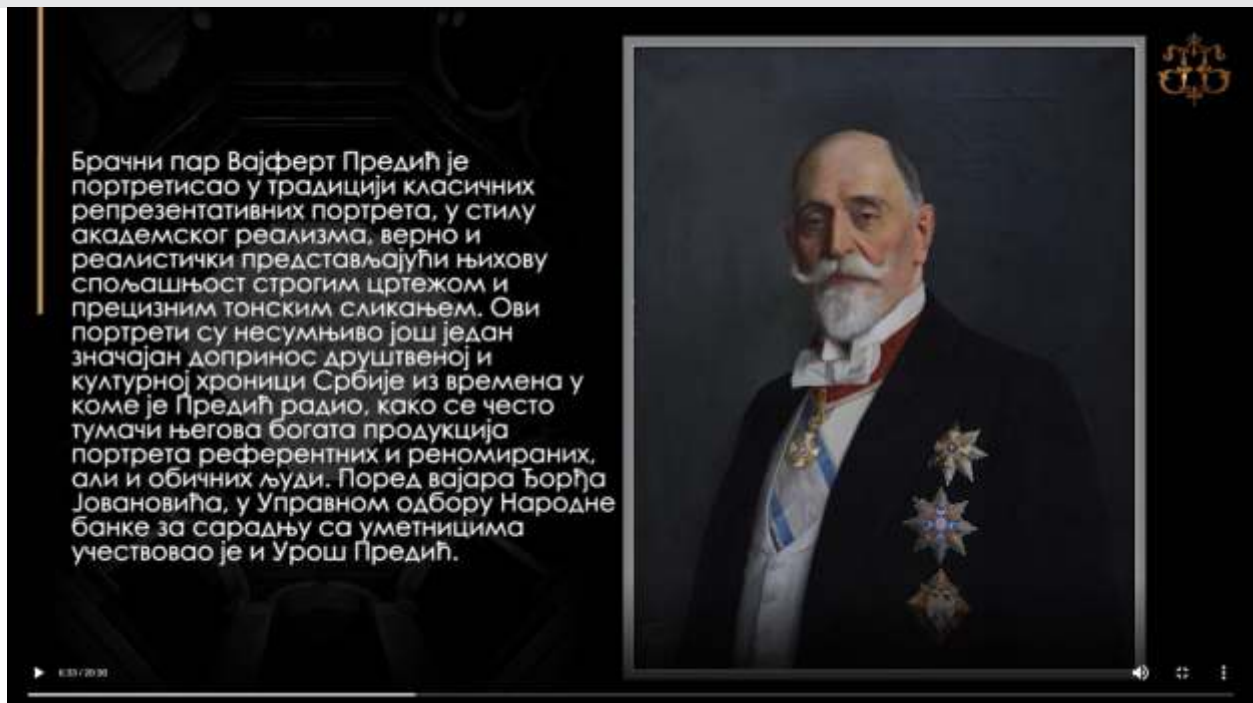 Брачни пар Вајферт Предић је
портретисао у традицији класичних
репрезентативних портрета, у стилу
академског реализма, верно и
реалистички представљајући њихову
спољашњост строгим цртежом и
прецизним тонским сликањем. Ови
портрети су несумњиво још један
значајан допринос друштвеној и
културној хроници Србије из времена у
коме је Предић радио, како се често
тумачи његова богата продукција
портрета референтних и реномираних,
али и обичних људи. Поред вајара Ђорђа
Јовановића, у Управном одбору Народне
банке за сарадњу са уметницима
учествовао је и Урош Предић.